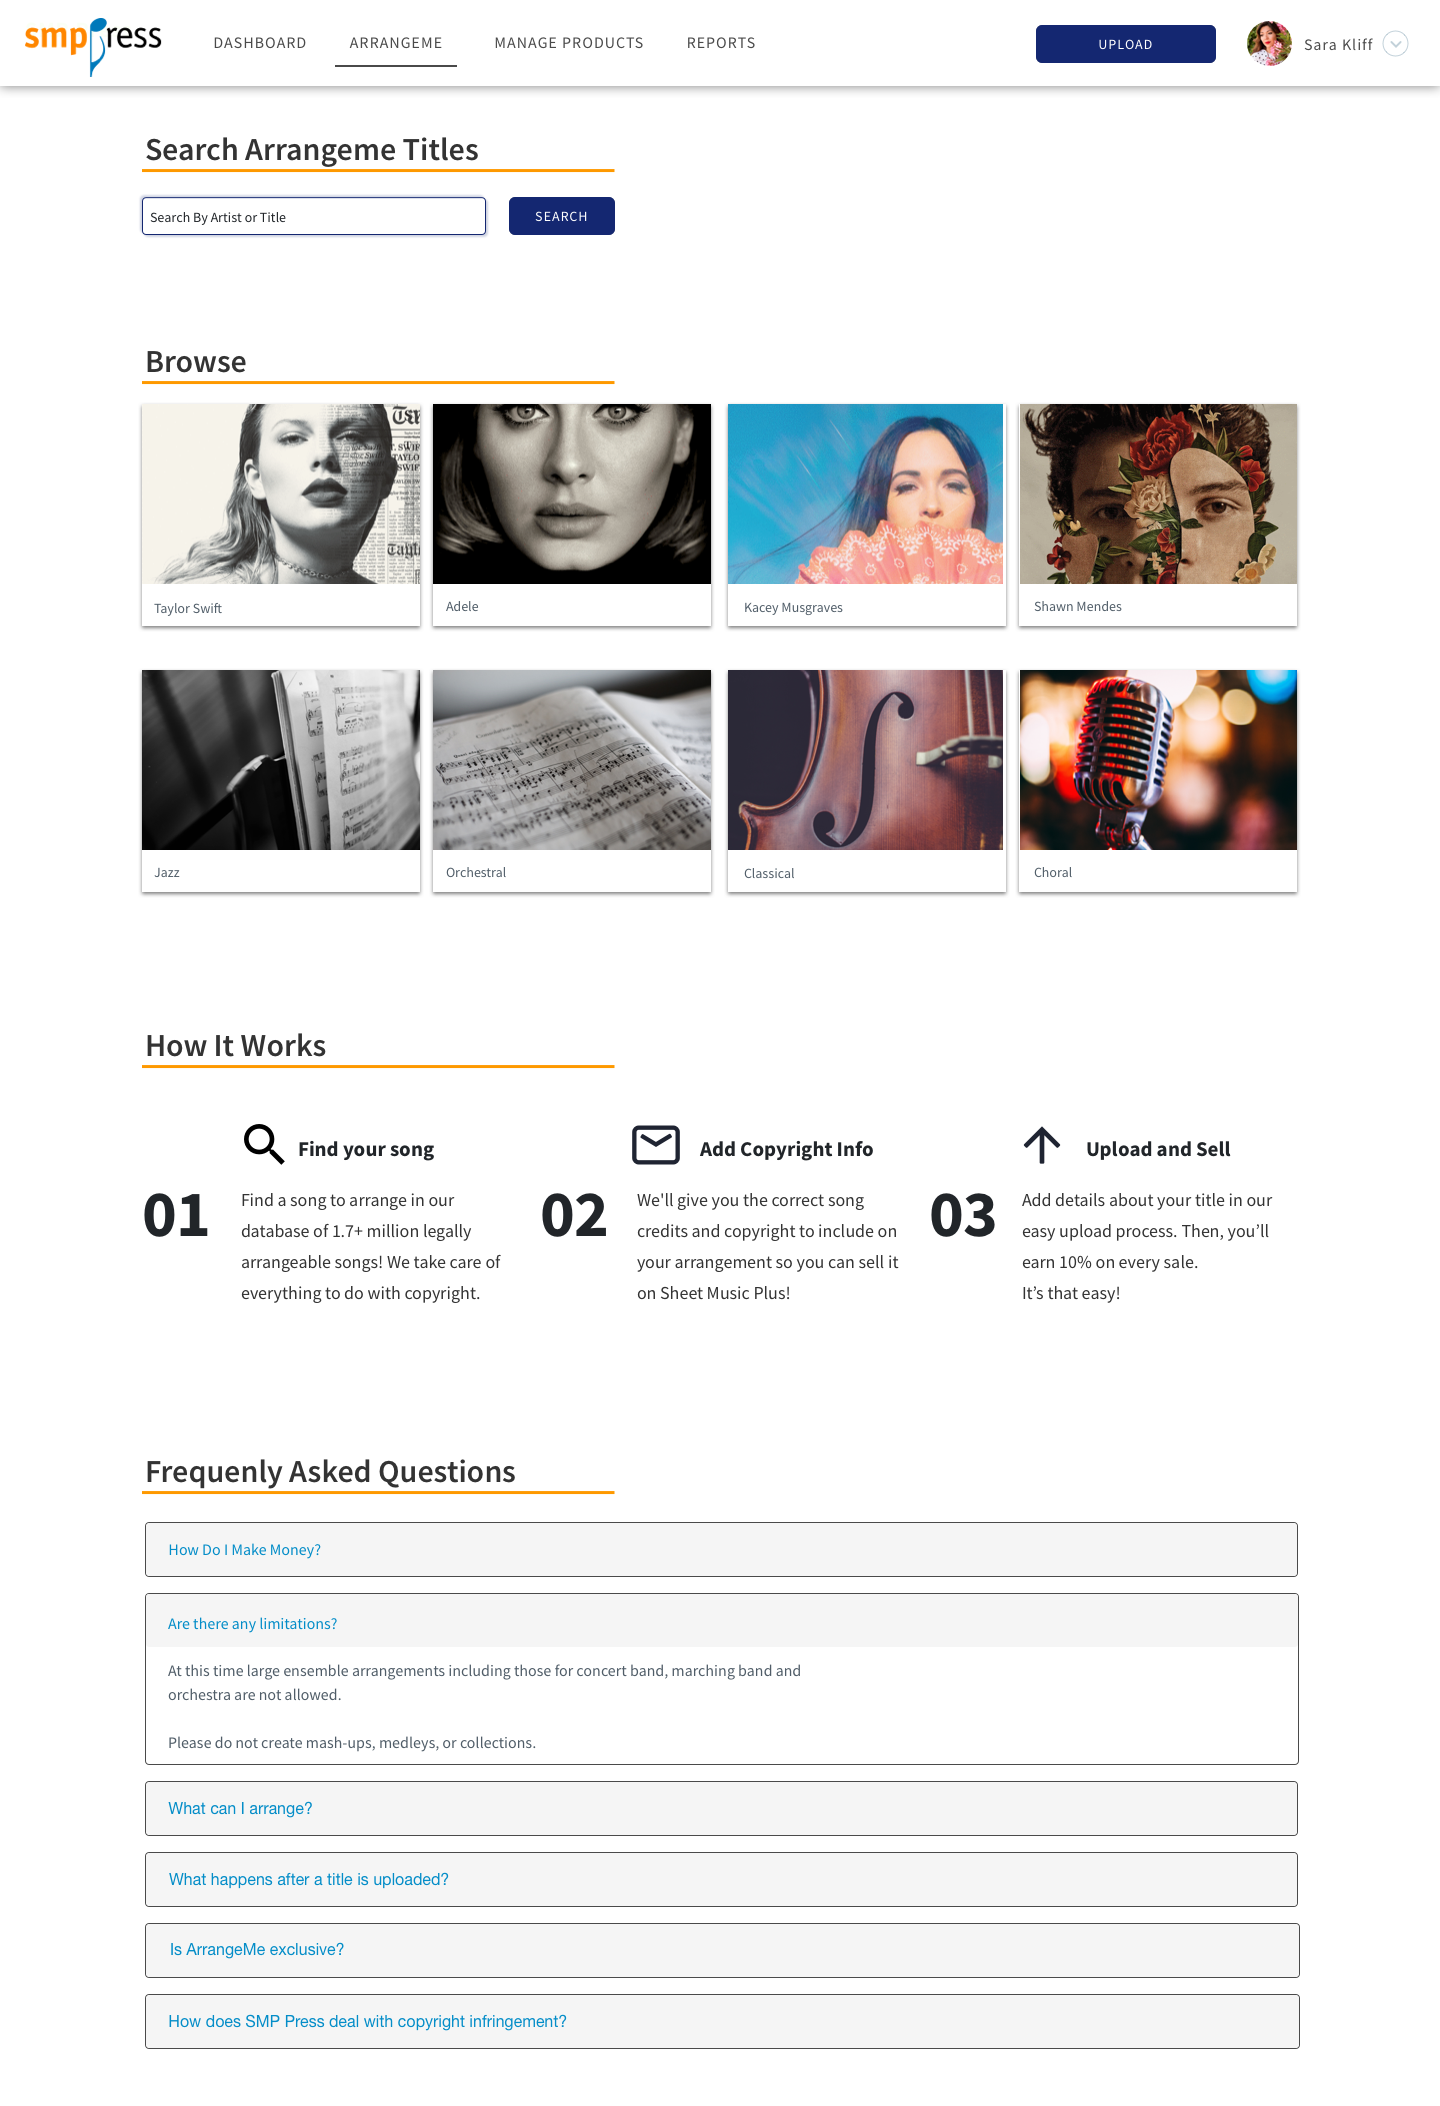 smppress
DASHBOARD
ARRANGEME
MANAGE PRODUCTS
REPORTS
UPLOAD
Sara Kliff
Search Arrangeme Titles
Search By Artist or Title
SEARCH
Browse
Taylor Swift
Adele
Kacey Musgraves
Shawn Mendes
Jazz
Orchestral
Classical
Choral
How It Works
01
Find your song
Find a song to arrange in our
database of 1.7+ million legally
arrangeable songs! We take care of
everything to do with copyright.
02
Add Copyright Info
We'll give you the correct song
credits and copyright to include on
your arrangement so you can sell it
on Sheet Music Plus!
03
Upload and Sell
Add details about your title in our
easy upload process. Then, you’ll
earn 10% on every sale.
It’s that easy!
Frequenly Asked Questions
How Do I Make Money?
Are there any limitations?
At this time large ensemble arrangements including those for concert band, marching band and
orchestra are not allowed.
Please do not create mash-ups, medleys, or collections.
What can I arrange?
What happens after a title is uploaded?
Is ArrangeMe exclusive?
How does SMP Press deal with copyright infringement?